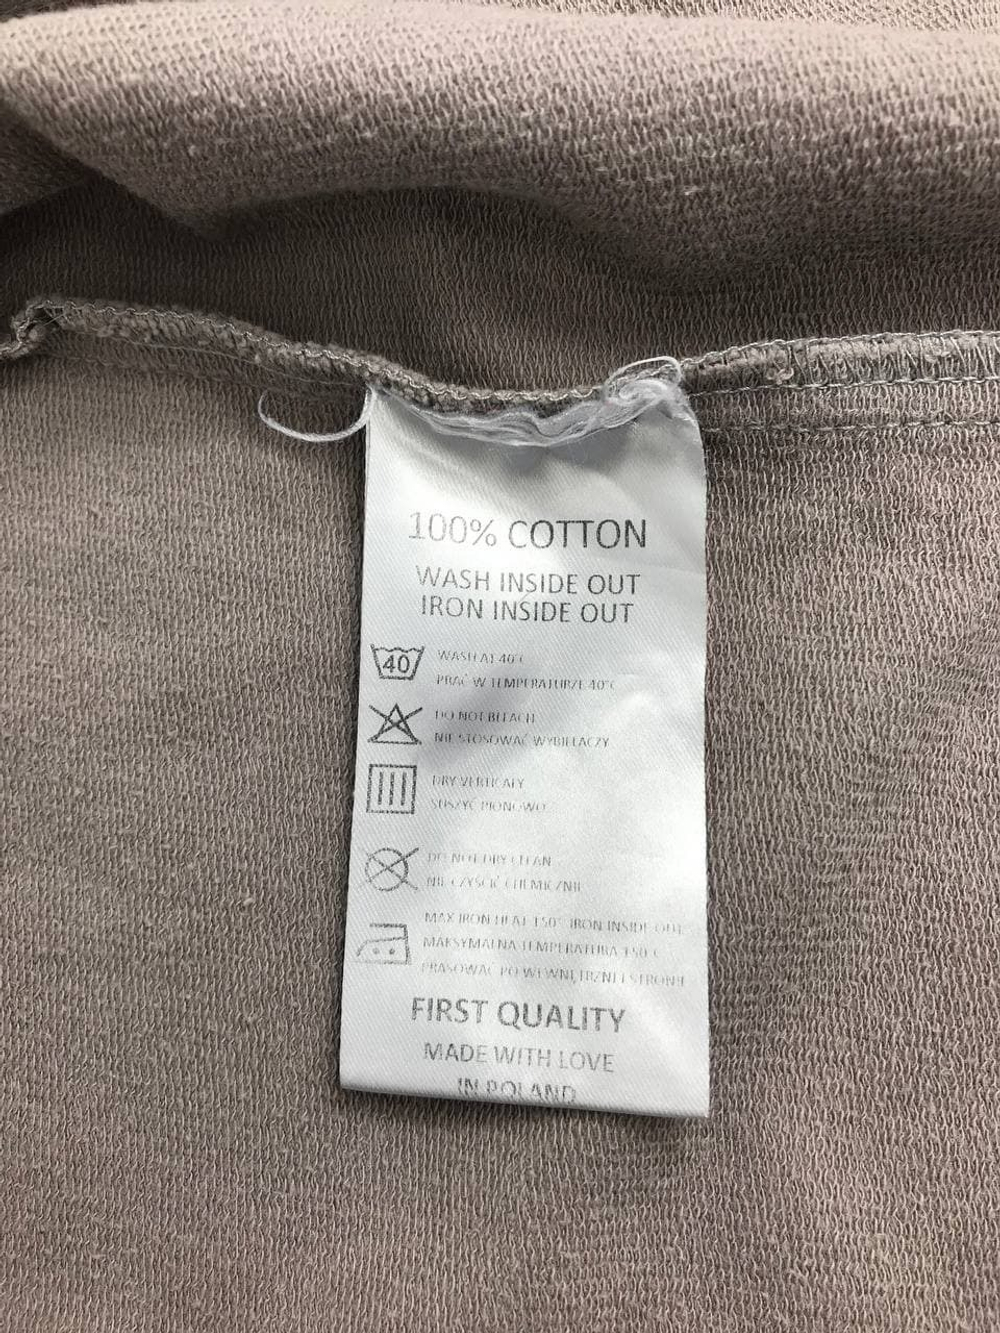 100% COTTON
WASH INSIDE OUT
IRON INSIDE OUT
40
WASH AT 40°C
PRAĆ W TEMPERATURZE 40°C
DO NOT BLEACH
NIE STOSOWAĆ WYBIELACZY
DRY VERTICALY
SUSZYĆ PIONOWO
DO NOT DRY CLEAN
NIE CZYŚCIĆ CHEMICZNIE
MAX IRON HEAT 150° IRON INSIDE OUT
MAKSYMALNA TEMPERATURA 150°C
PRASOWAĆ PO WEWNĘTRZNEJ STRONIE
FIRST QUALITY
MADE WITH LOVE
IN POLAND